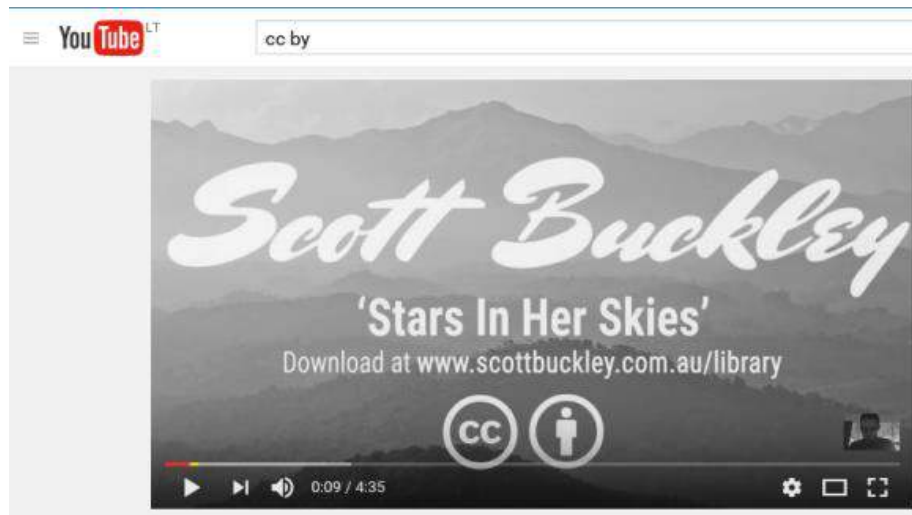 YouTube LT
cc by
Scott Buckley
'Stars In Her Skies'
Download at www.scottbuckley.com.au/library
cc
0:09 / 4:35